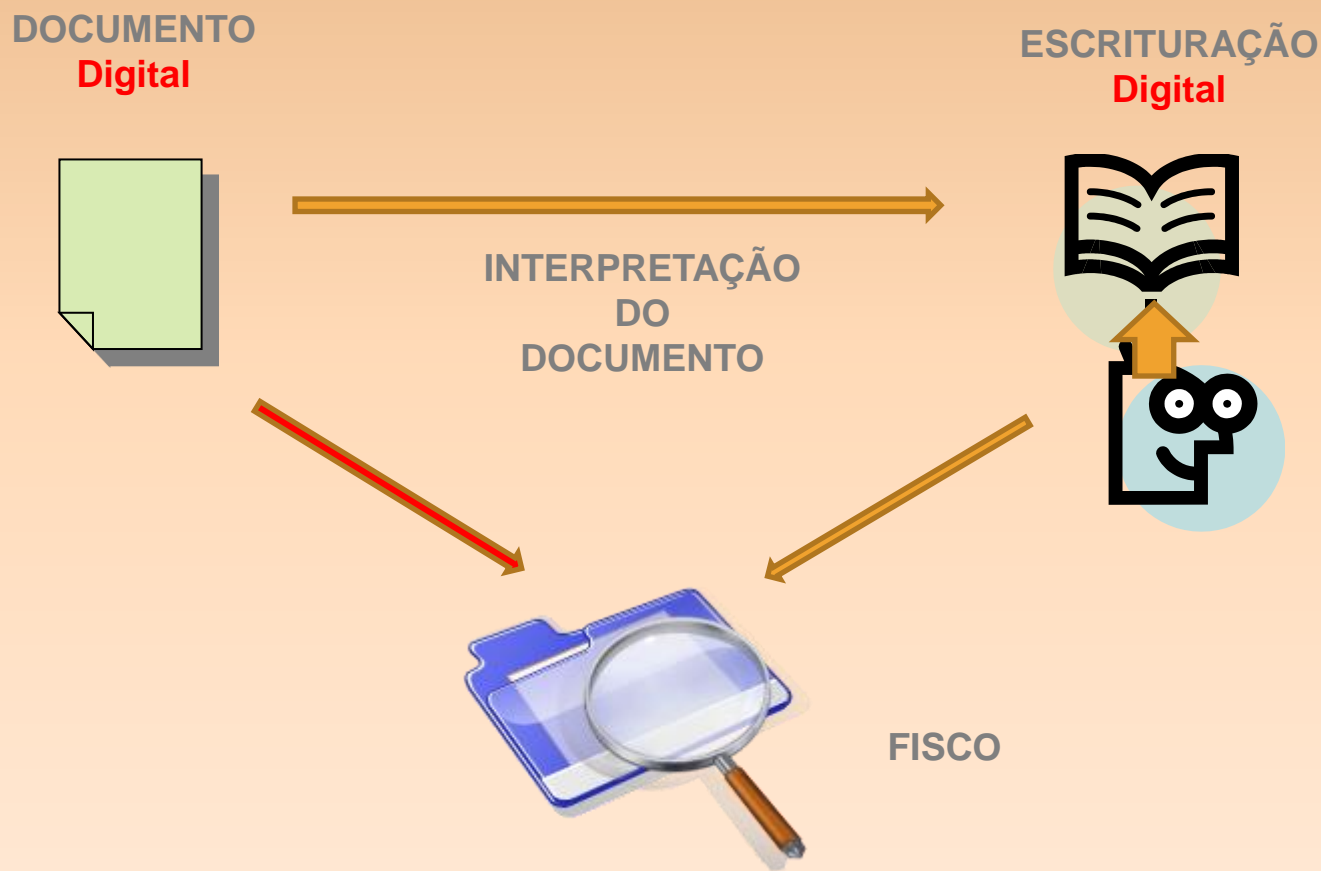 DOCUMENTO
Digital
ESCRITURAÇÃO
Digital
INTERPRETAÇÃO
DO
DOCUMENTO
FISCO